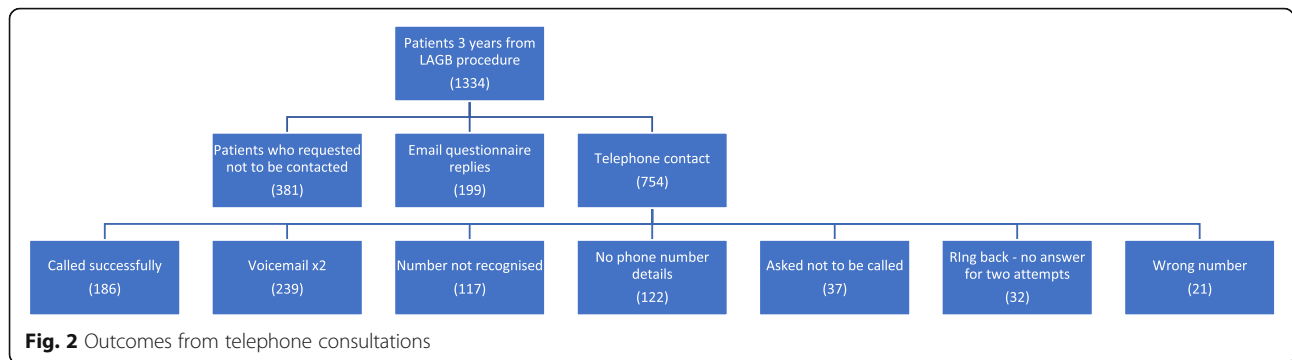 Patients 3 years from
LAGB procedure
(1334)
Patients who requested
not to be contacted
(381)
Email questionnaire
replies
(199)
Telephone contact
(754)
Called successfully
(186)
Voicemail x2
(239)
Number not recognised
(117)
No phone number
details
(122)
Asked not to be called
(37)
RIng back - no answer
for two attempts
(32)
Wrong number
(21)
Fig. 2 Outcomes from telephone consultations